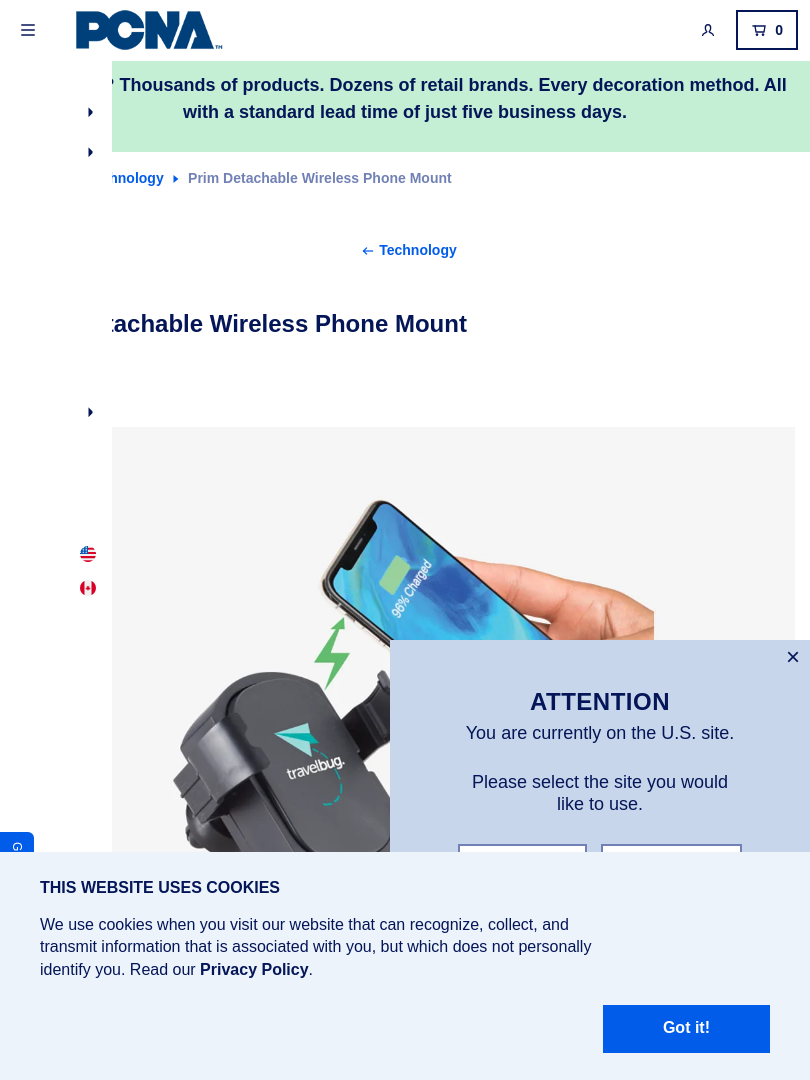 PCNA
™
0
Thousands of products. Dozens of retail brands. Every decoration method. All
with a standard lead time of just five business days.
hnology Prim Detachable Wireless Phone Mount
Technology
tachable Wireless Phone Mount
96% Charged
travelbug.
ATTENTION
You are currently on the U.S. site.
Please select the site you would
like to use.
G
THIS WEBSITE USES COOKIES
We use cookies when you visit our website that can recognize, collect, and
transmit information that is associated with you, but which does not personally
identify you. Read our Privacy Policy.
Got it!